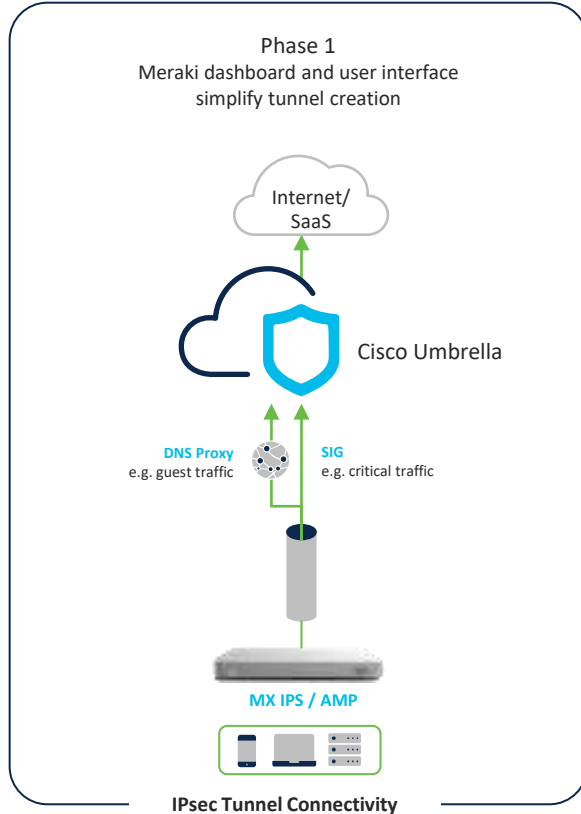 Phase 1
Meraki dashboard and user interface
simplify tunnel creation
Internet/
SaaS
Cisco Umbrella
DNS Proxy
e.g. guest traffic
SIG
e.g. critical traffic
MX IPS / AMP
IPsec Tunnel Connectivity